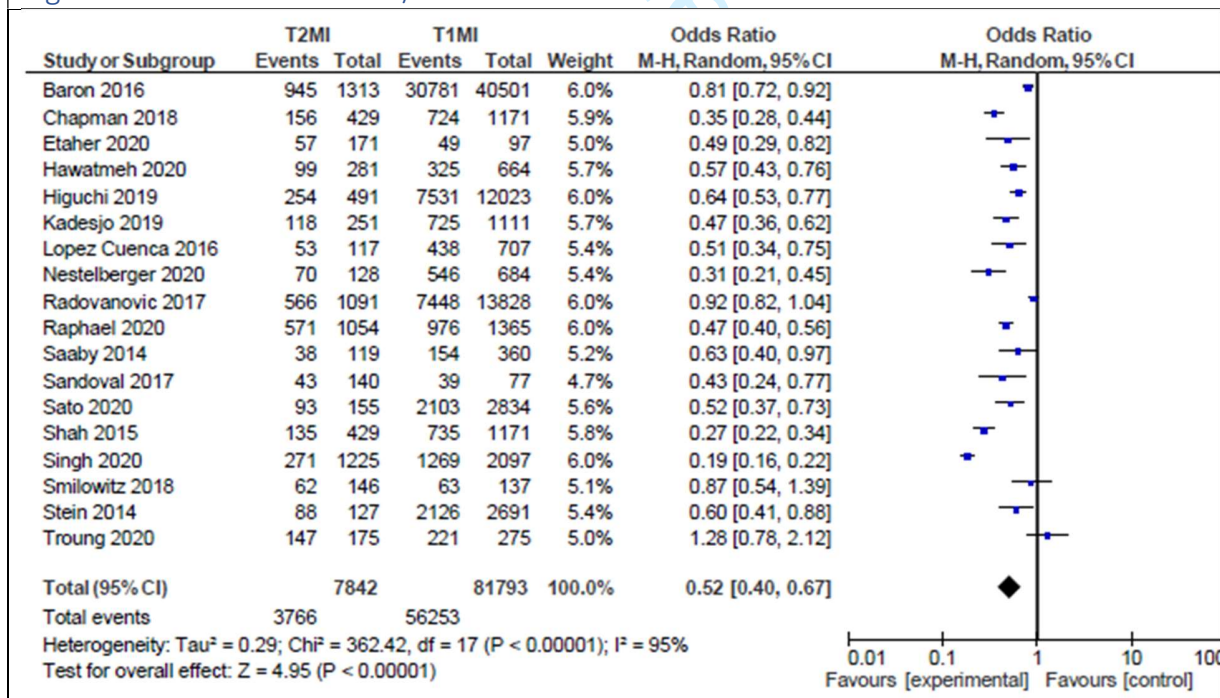 T2MI T1MI Odds Ratio Odds Ratio
Study or Subgroup Events Total Events Total Weight M-H, Random, 95% CI M-H, Random, 95% CI
Baron 2016 945 1313 30781 40501 6.0% 0.81 [0.72, 0.92]
Chapman 2018 156 429 724 1171 5.9% 0.35 [0.28, 0.44]
Etaher 2020 57 171 49 97 5.0% 0.49 [0.29, 0.82]
Hawatmeh 2020 99 281 325 664 5.7% 0.57 [0.43, 0.76]
Higuchi 2019 254 491 7531 12023 6.0% 0.64 [0.53, 0.77]
Kadesjo 2019 118 251 725 1111 5.7% 0.47 [0.36, 0.62]
Lopez Cuenca 2016 53 117 438 707 5.4% 0.51 [0.34, 0.75]
Nestelberger 2020 70 128 546 684 5.4% 0.31 [0.21, 0.45]
Radovanovic 2017 566 1091 7448 13828 6.0% 0.92 [0.82, 1.04]
Raphael 2020 571 1054 976 1365 6.0% 0.47 [0.40, 0.56]
Saaby 2014 38 119 154 360 5.2% 0.63 [0.40, 0.97]
Sandoval 2017 43 140 39 77 4.7% 0.43 [0.24, 0.77]
Sato 2020 93 155 2103 2834 5.6% 0.52 [0.37, 0.73]
Shah 2015 135 429 735 1171 5.8% 0.27 [0.22, 0.34]
Singh 2020 271 1225 1269 2097 6.0% 0.19 [0.16, 0.22]
Smilowitz 2018 62 146 63 137 5.1% 0.87 [0.54, 1.39]
Stein 2014 88 127 2126 2691 5.4% 0.60 [0.41, 0.88]
Troung 2020 147 175 221 275 5.0% 1.28 [0.78, 2.12]
Total (95% CI) 7842 81793 100.0% 0.52 [0.40, 0.67]
Total events 3766 56253
Heterogeneity: Tau² = 0.29; Chi² = 362.42, df = 17 (P < 0.00001); I² = 95%
Test for overall effect: Z = 4.95 (P < 0.00001)
0.01 0.1 1 10 100
Favours [experimental] Favours [control]